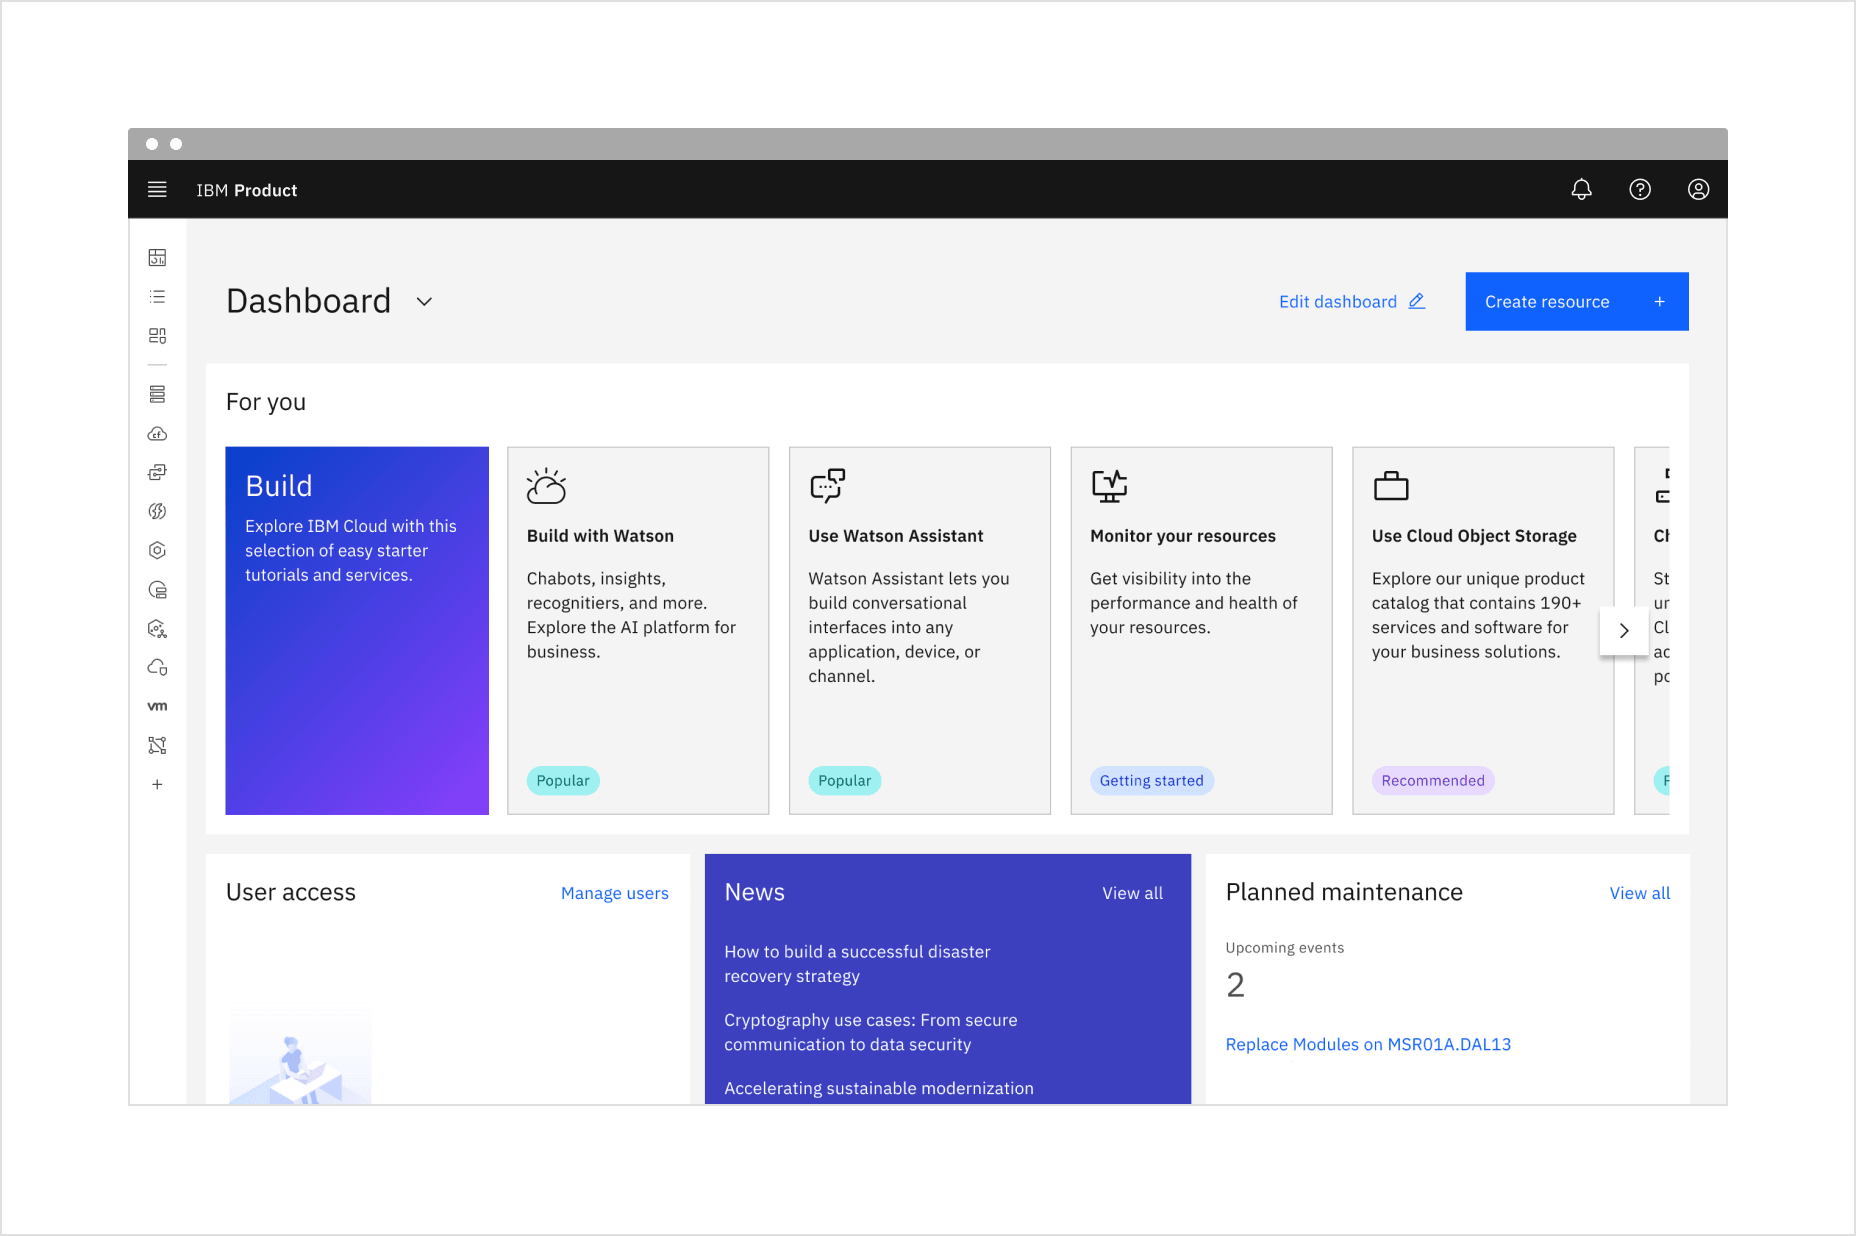 IBM Product
Dashboard
Edit dashboard
Create resource +
For you
Build
Explore IBM Cloud with this
selection of easy starter
tutorials and services.
Build with Watson
Chabots, insights,
recognitiers, and more.
Explore the AI platform for
business.
Popular
Use Watson Assistant
Watson Assistant lets you
build conversational
interfaces into any
application, device, or
channel.
Popular
Monitor your resources
Get visibility into the
performance and health of
your resources.
Getting started
Use Cloud Object Storage
Explore our unique product
catalog that contains 190+
services and software for
your business solutions.
Recommended
cf
vm
User access
Manage users
News
View all
How to build a successful disaster
recovery strategy
Cryptography use cases: From secure
communication to data security
Accelerating sustainable modernization
Planned maintenance
View all
Upcoming events
2
Replace Modules on MSR01A.DAL13